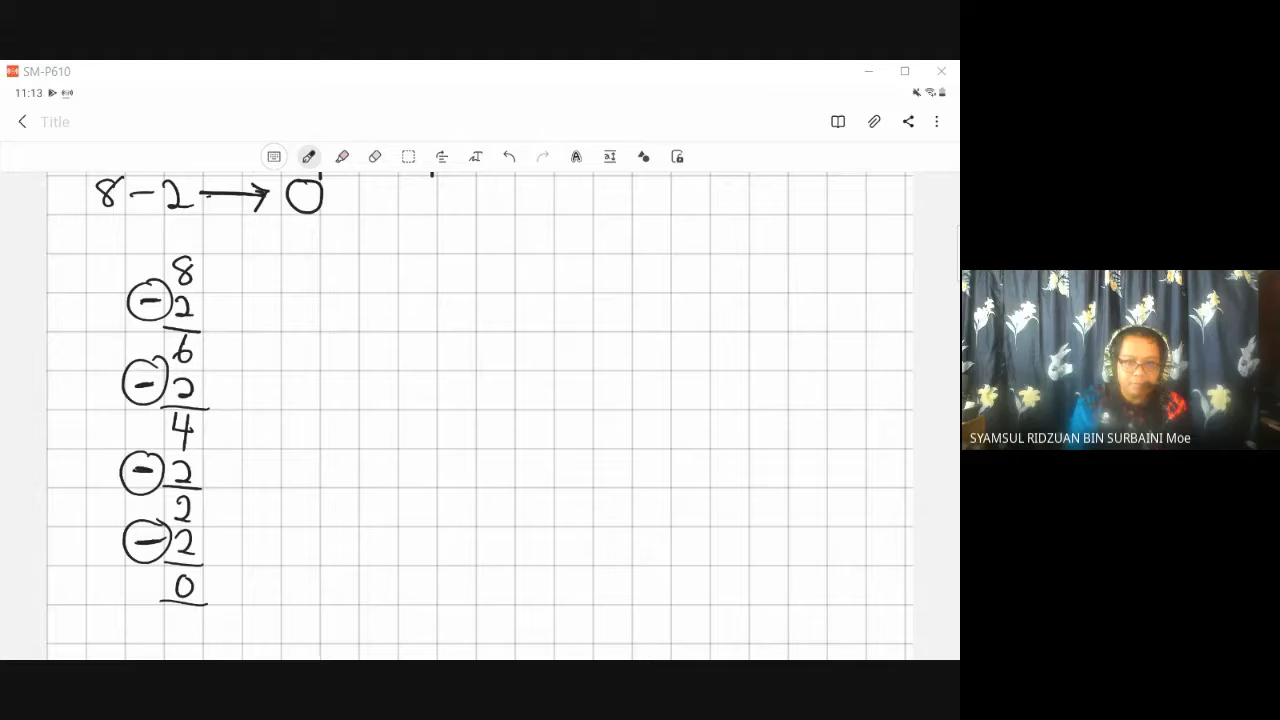 SM-P610
11:13
Title
8 - 2 → 0
8
- 2
6
- 2
4
- 2
2
- 2
0
SYAMSUL RIDZUAN BIN SURBAINI Moe